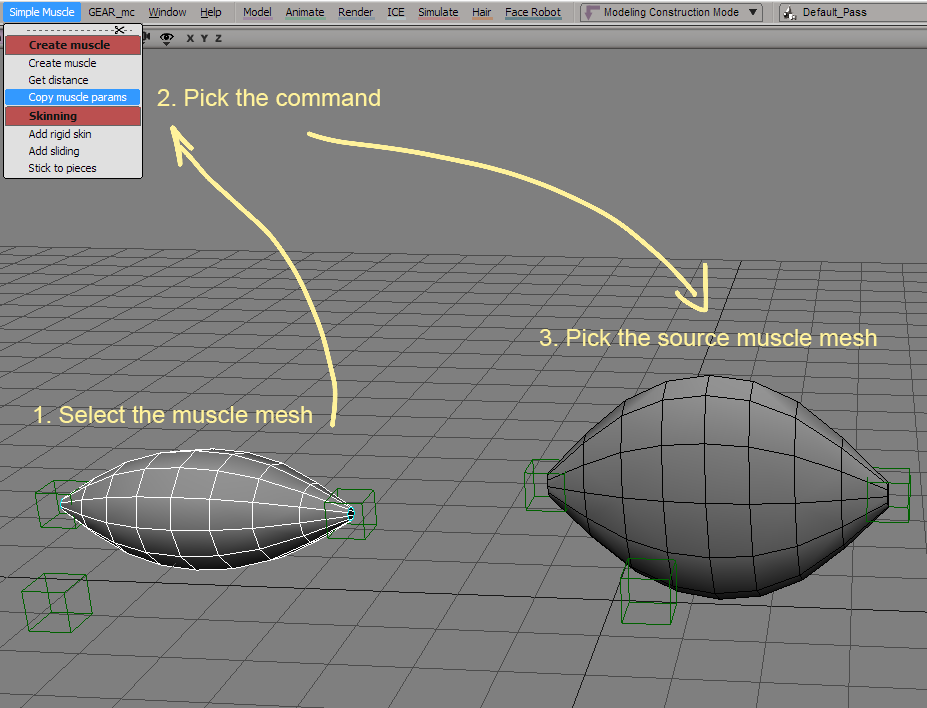 Simple Muscle GEAR_mc Window Help Model Animate Render ICE Simulate Hair Face Robot Modeling Construction Mode Default_Pass
X Y Z
Create muscle
Create muscle
Get distance
Copy muscle params
Skinning
Add rigid skin
Add sliding
Stick to pieces
2. Pick the command
3. Pick the source muscle mesh
1. Select the muscle mesh